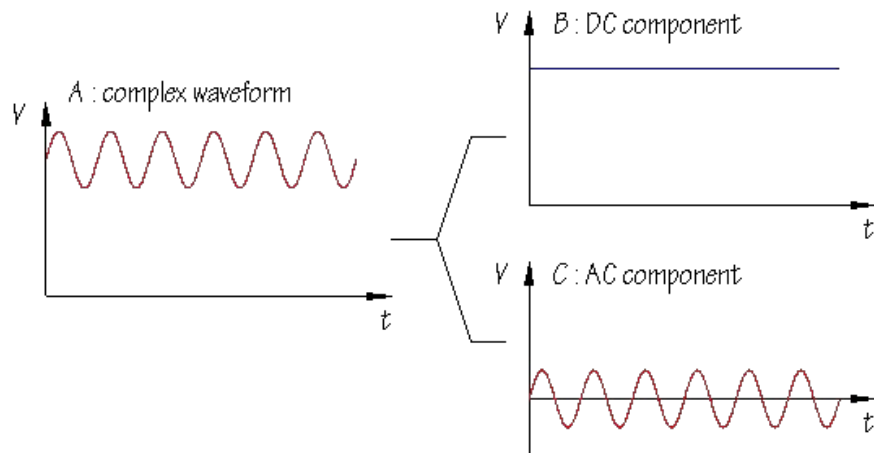 A : complex waveform
V
t
V
B : DC component
t
V
C : AC component
t